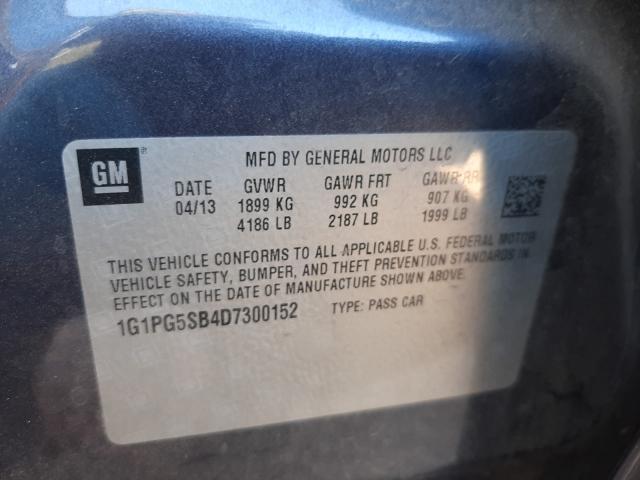 GM
MFD BY GENERAL MOTORS LLC
DATE GVWR GAWR FRT GAWR RR
04/13 1899 KG 992 KG 907 KG
4186 LB 2187 LB 1999 LB
THIS VEHICLE CONFORMS TO ALL APPLICABLE U.S. FEDERAL MOTOR
VEHICLE SAFETY, BUMPER, AND THEFT PREVENTION STANDARDS IN
EFFECT ON THE DATE OF MANUFACTURE SHOWN ABOVE.
1G1PG5SB4D7300152 TYPE: PASS CAR